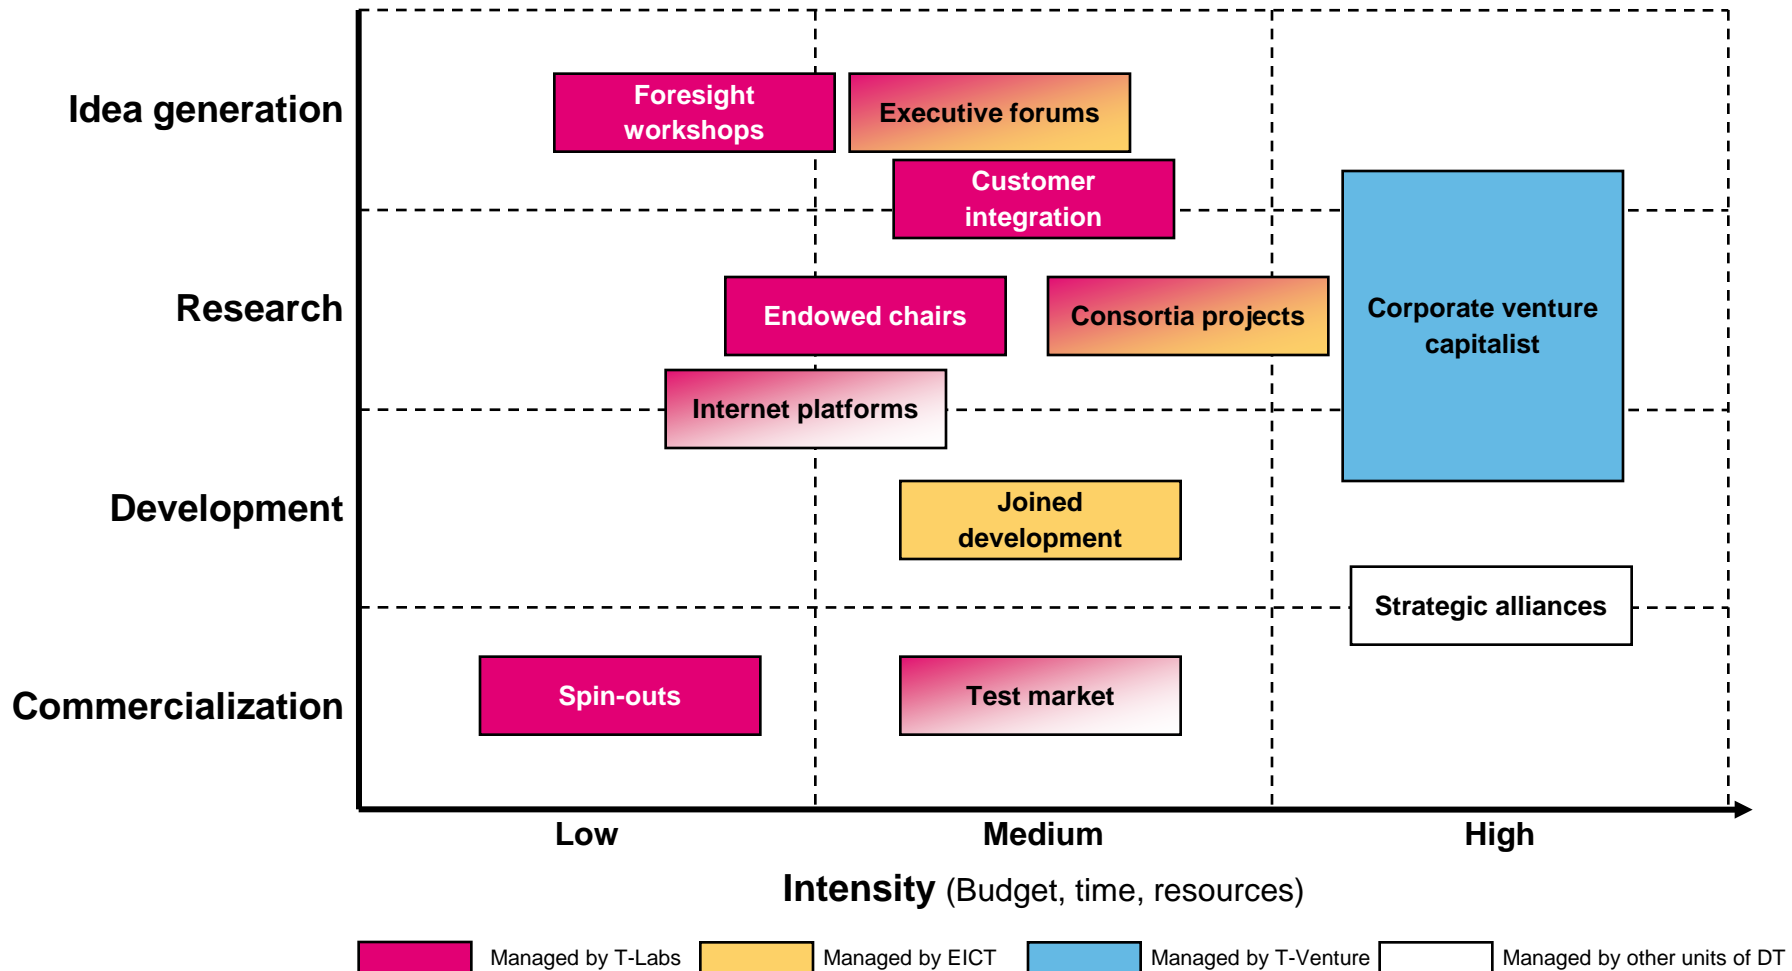 Idea generation
Foresight
workshops
Executive forums
Customer
integration
Research
Endowed chairs
Consortia projects
Corporate venture
capitalist
Internet platforms
Development
Joined
development
Strategic alliances
Commercialization
Spin-outs
Test market
Low
Medium
High
Intensity (Budget, time, resources)
Managed by T-Labs
Managed by EICT
Managed by T-Venture
Managed by other units of DT